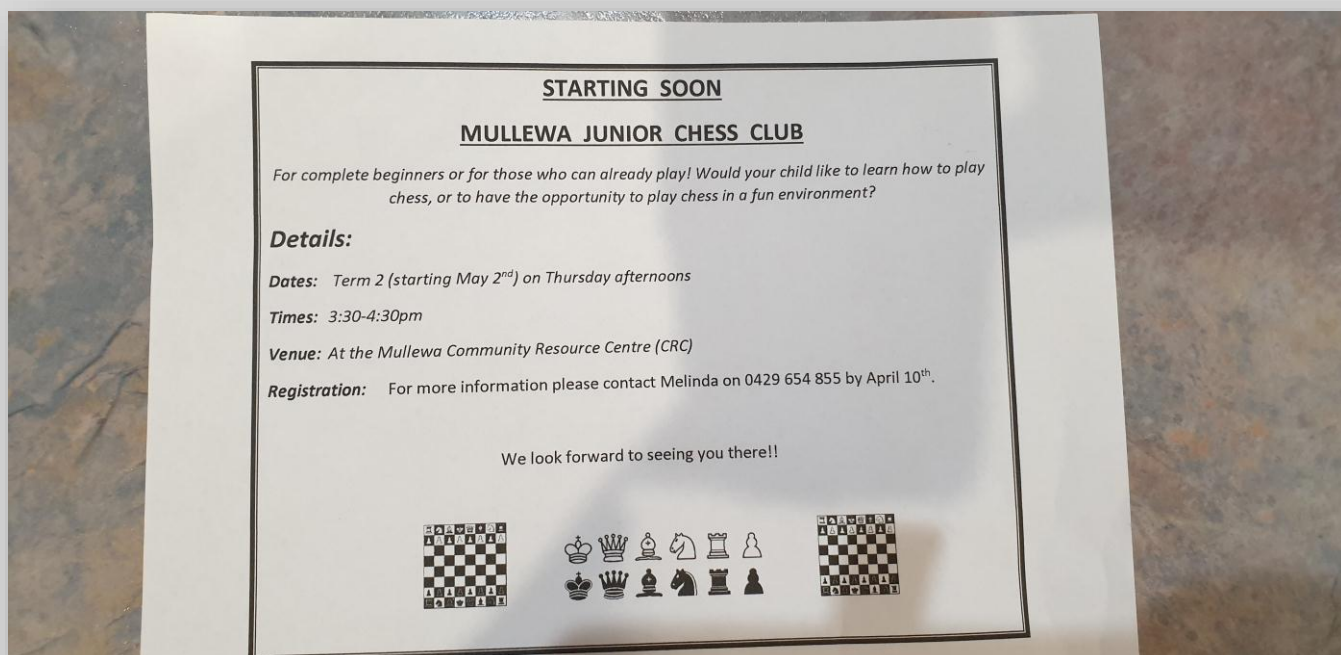 STARTING SOON
MULLEWA JUNIOR CHESS CLUB
For complete beginners or for those who can already play! Would your child like to learn how to play
chess, or to have the opportunity to play chess in a fun environment?
Details:
Dates: Term 2 (starting May 2nd) on Thursday afternoons
Times: 3:30-4:30pm
Venue: At the Mullewa Community Resource Centre (CRC)
Registration: For more information please contact Melinda on 0429 654 855 by April 10th.
We look forward to seeing you there!!